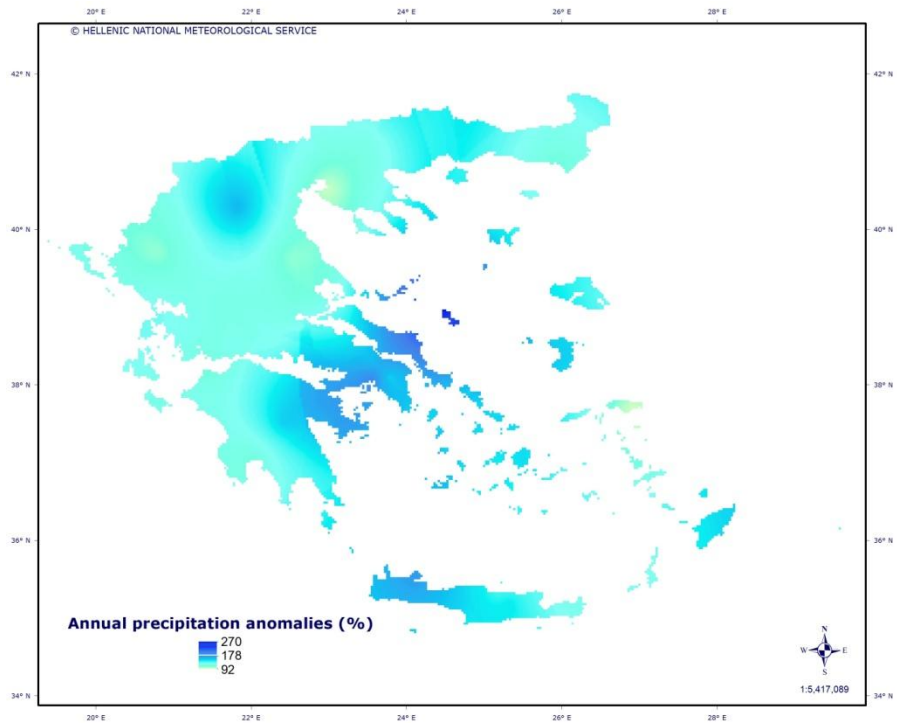 20° E 22° E 24° E 26° E 28° E
© HELLENIC NATIONAL METEOROLOGICAL SERVICE
42° N 42° N
40° N 40° N
38° N 38° N
36° N 36° N
Annual precipitation anomalies (%)
270
178
92
N
W E
S
1:5,417,089
34° N 34° N
20° E 22° E 24° E 26° E 28° E